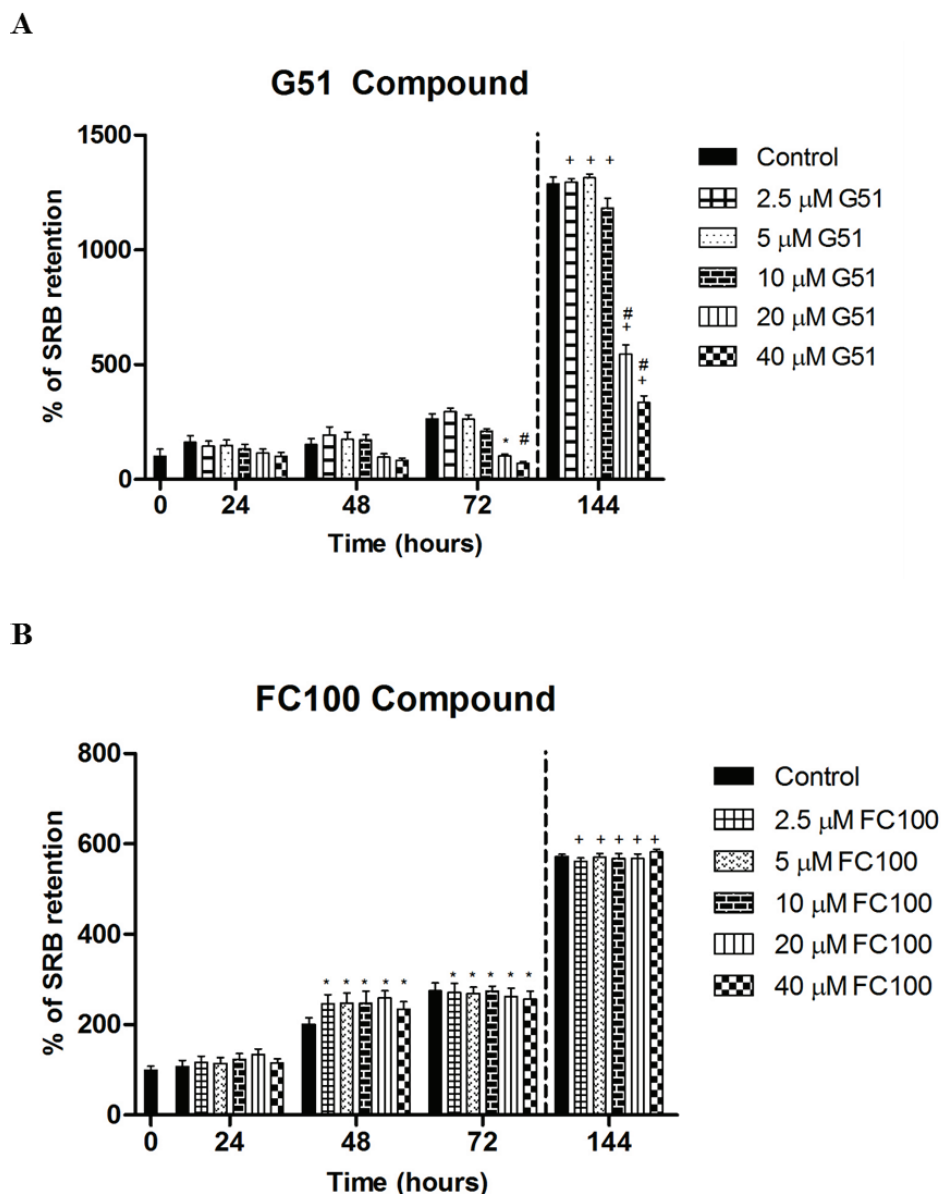 A
G51 Compound
1500
1000
500
0
% of SRB retention
+ + +
#
+
#
+
* #
0 24 48 72 144
Time (hours)
Control
2.5 μM G51
5 μM G51
10 μM G51
20 μM G51
40 μM G51
B
FC100 Compound
800
600
400
200
0
% of SRB retention
* * * * *
* * * * *
+ + + + +
0 24 48 72 144
Time (hours)
Control
2.5 μM FC100
5 μM FC100
10 μM FC100
20 μM FC100
40 μM FC100